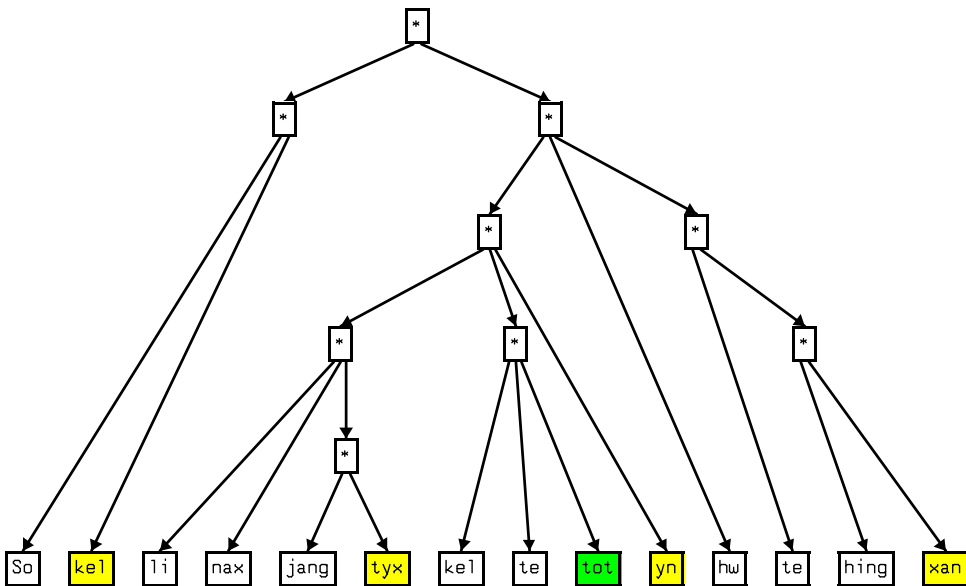 *
* *
* *
* * *
*
So kel li nax jang tyx kel te tot yn hw te hing xan